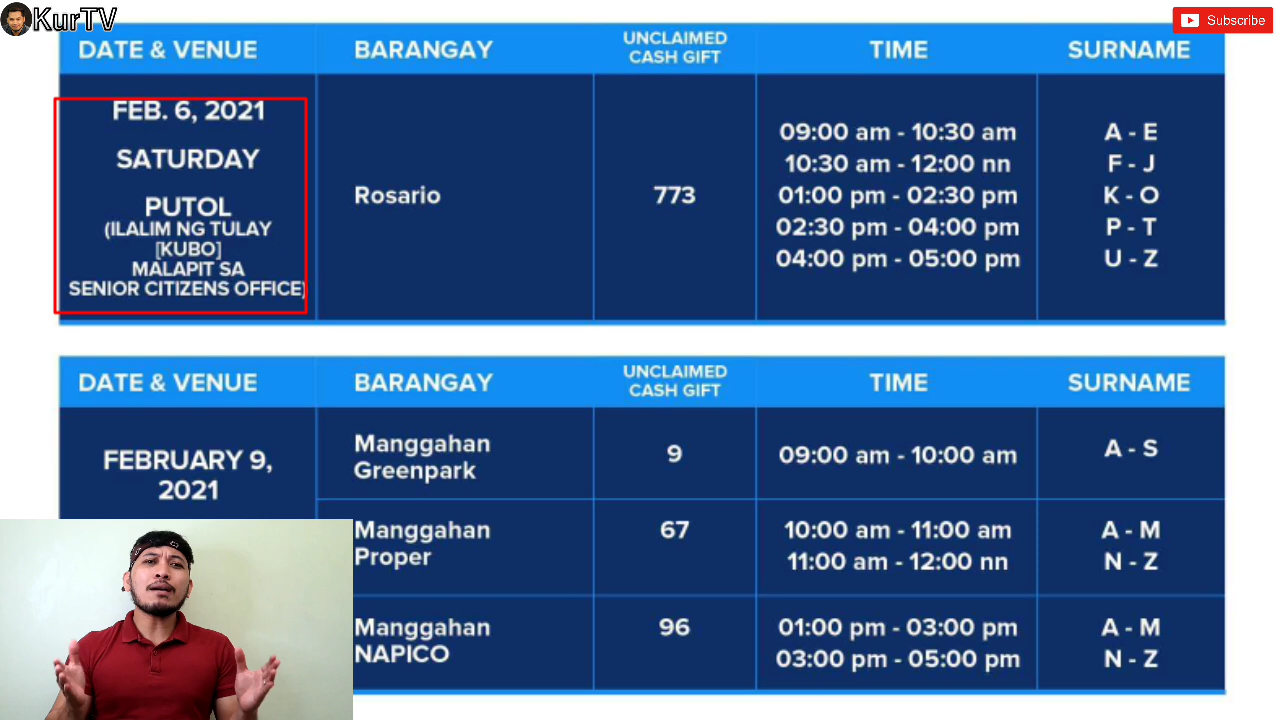 KurTV
Subscribe
DATE & VENUE BARANGAY UNCLAIMED CASH GIFT TIME SURNAME
FEB. 6, 2021
SATURDAY
PUTOL
(ILALIM NG TULAY
[KUBO]
MALAPIT SA
SENIOR CITIZENS OFFICE)
Rosario
773
09:00 am - 10:30 am A - E
10:30 am - 12:00 nn F - J
01:00 pm - 02:30 pm K - O
02:30 pm - 04:00 pm P - T
04:00 pm - 05:00 pm U - Z
DATE & VENUE BARANGAY UNCLAIMED CASH GIFT TIME SURNAME
FEBRUARY 9,
2021
Manggahan
Greenpark
9
09:00 am - 10:00 am A - S
Manggahan
Proper
67
10:00 am - 11:00 am A - M
11:00 am - 12:00 nn N - Z
Manggahan
NAPICO
96
01:00 pm - 03:00 pm A - M
03:00 pm - 05:00 pm N - Z